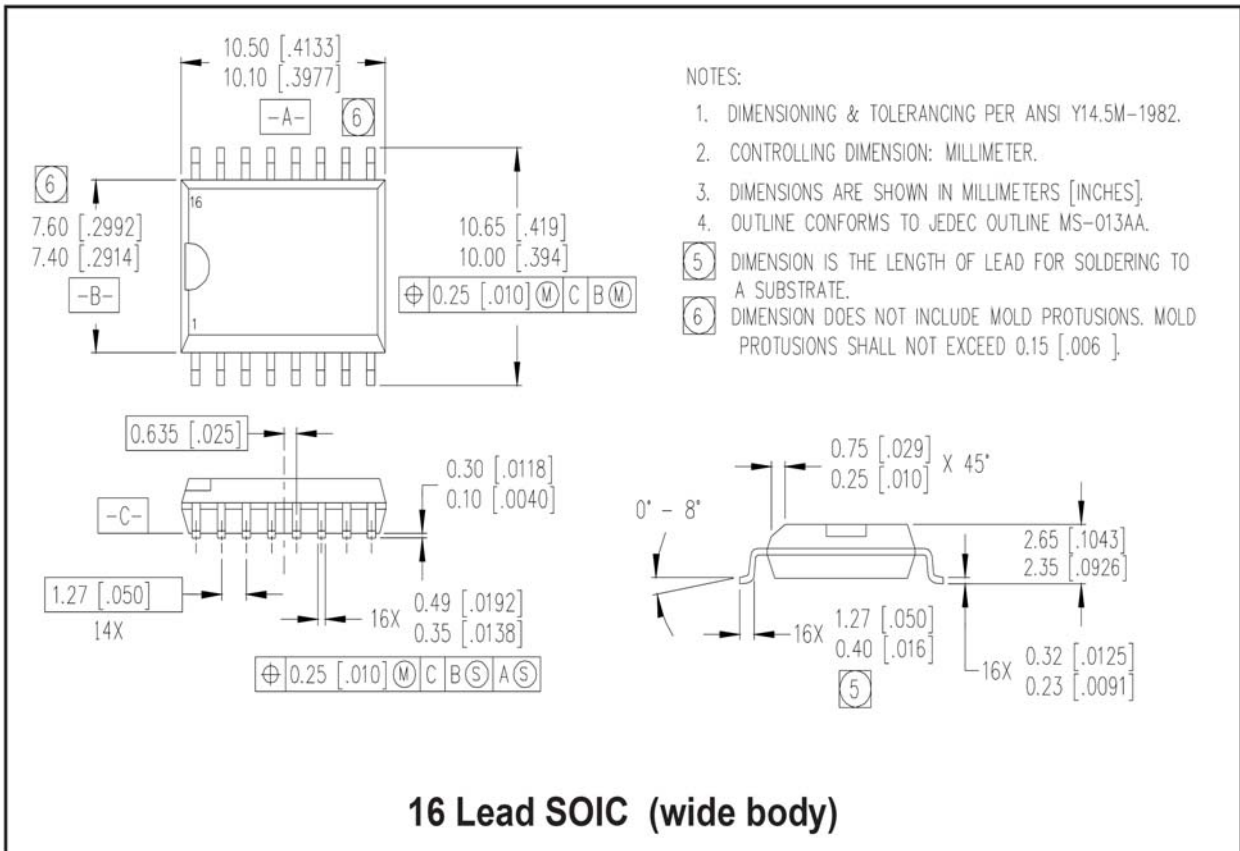 10.50 [.4133]
10.10 [.3977]
-A-
6
6
7.60 [.2992]
7.40 [.2914]
-B-
16
1
10.65 [.419]
10.00 [.394]
⌖ 0.25 [.010] Ⓜ C B Ⓜ
NOTES:
1. DIMENSIONING & TOLERANCING PER ANSI Y14.5M-1982.
2. CONTROLLING DIMENSION: MILLIMETER.
3. DIMENSIONS ARE SHOWN IN MILLIMETERS [INCHES].
4. OUTLINE CONFORMS TO JEDEC OUTLINE MS-013AA.
5 DIMENSION IS THE LENGTH OF LEAD FOR SOLDERING TO
A SUBSTRATE.
6 DIMENSION DOES NOT INCLUDE MOLD PROTUSIONS. MOLD
PROTUSIONS SHALL NOT EXCEED 0.15 [.006 ].
0.635 [.025]
0.30 [.0118]
0.10 [.0040]
-C-
1.27 [.050]
14X
16X 0.49 [.0192]
0.35 [.0138]
⌖ 0.25 [.010] Ⓜ C B Ⓢ A Ⓢ
0.75 [.029]
0.25 [.010] X 45°
0° - 8°
2.65 [.1043]
2.35 [.0926]
16X 1.27 [.050]
0.40 [.016]
5
16X 0.32 [.0125]
0.23 [.0091]
16 Lead SOIC (wide body)